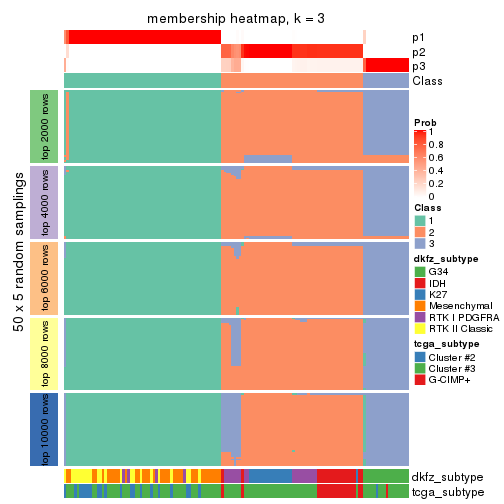 membership heatmap, k = 3
p1
p2
p3
Class
50 x 5 random samplings
top 2000 rows
top 4000 rows
top 6000 rows
top 8000 rows
top 10000 rows
dkfz_subtype
tcga_subtype
Prob
1
0.8
0.6
0.4
0.2
0
Class
1
2
3
dkfz_subtype
G34
IDH
K27
Mesenchymal
RTK I PDGFRA
RTK II Classic
tcga_subtype
Cluster #2
Cluster #3
G-CIMP+